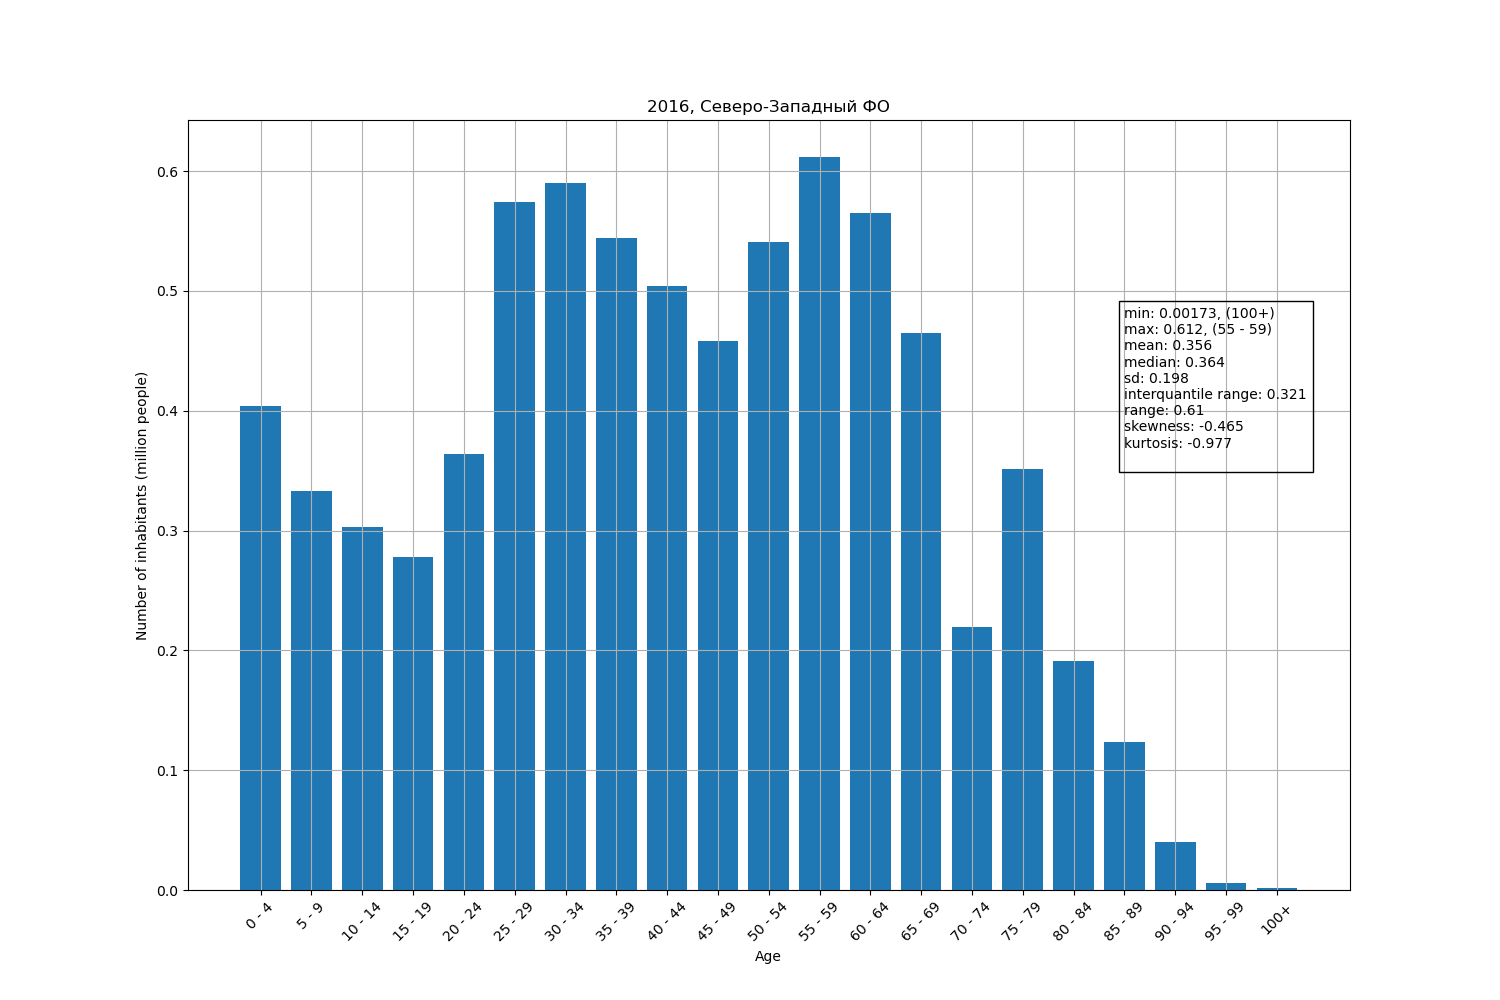 2016, Северо-Западный ФО
Number of inhabitants (million people)
0.6
0.5
0.4
0.3
0.2
0.1
0.0
min: 0.00173, (100+)
max: 0.612, (55 - 59)
mean: 0.356
median: 0.364
sd: 0.198
interquantile range: 0.321
range: 0.61
skewness: -0.465
kurtosis: -0.977
0 - 4
5 - 9
10 - 14
15 - 19
20 - 24
25 - 29
30 - 34
35 - 39
40 - 44
45 - 49
50 - 54
55 - 59
60 - 64
65 - 69
70 - 74
75 - 79
80 - 84
85 - 89
90 - 94
95 - 99
100+
Age